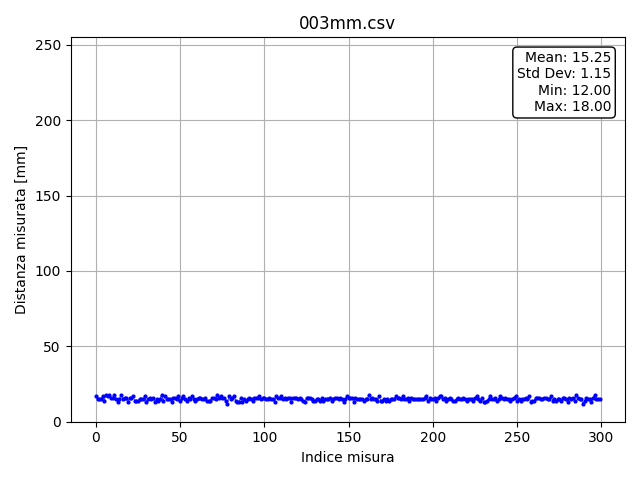 003mm.csv
Mean: 15.25
Std Dev: 1.15
Min: 12.00
Max: 18.00
Distanza misurata [mm]
250
200
150
100
50
0
0 50 100 150 200 250 300
Indice misura